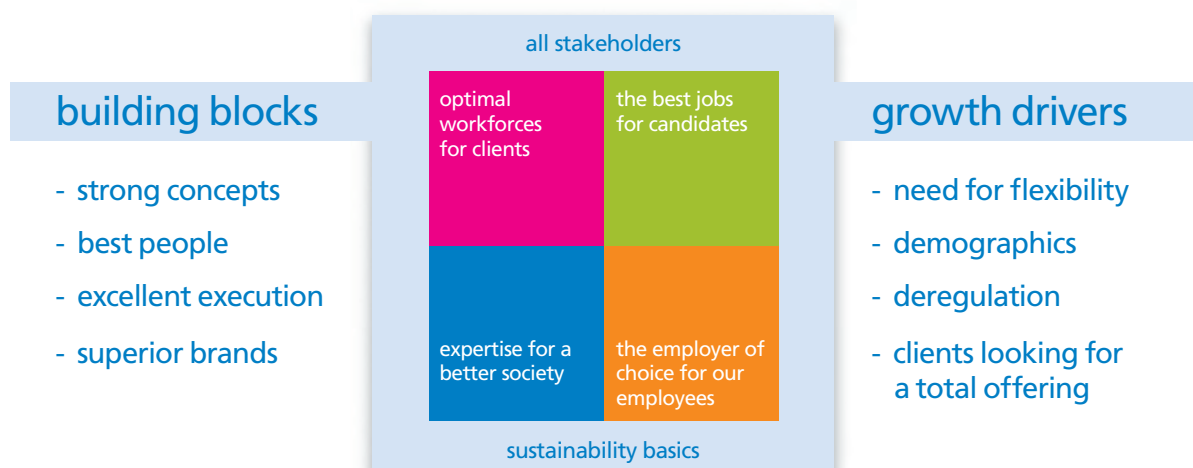 all stakeholders
building blocks
- strong concepts
- best people
- excellent execution
- superior brands
optimal
workforces
for clients
the best jobs
for candidates
expertise for a
better society
the employer of
choice for our
employees
sustainability basics
growth drivers
- need for flexibility
- demographics
- deregulation
- clients looking for
a total offering